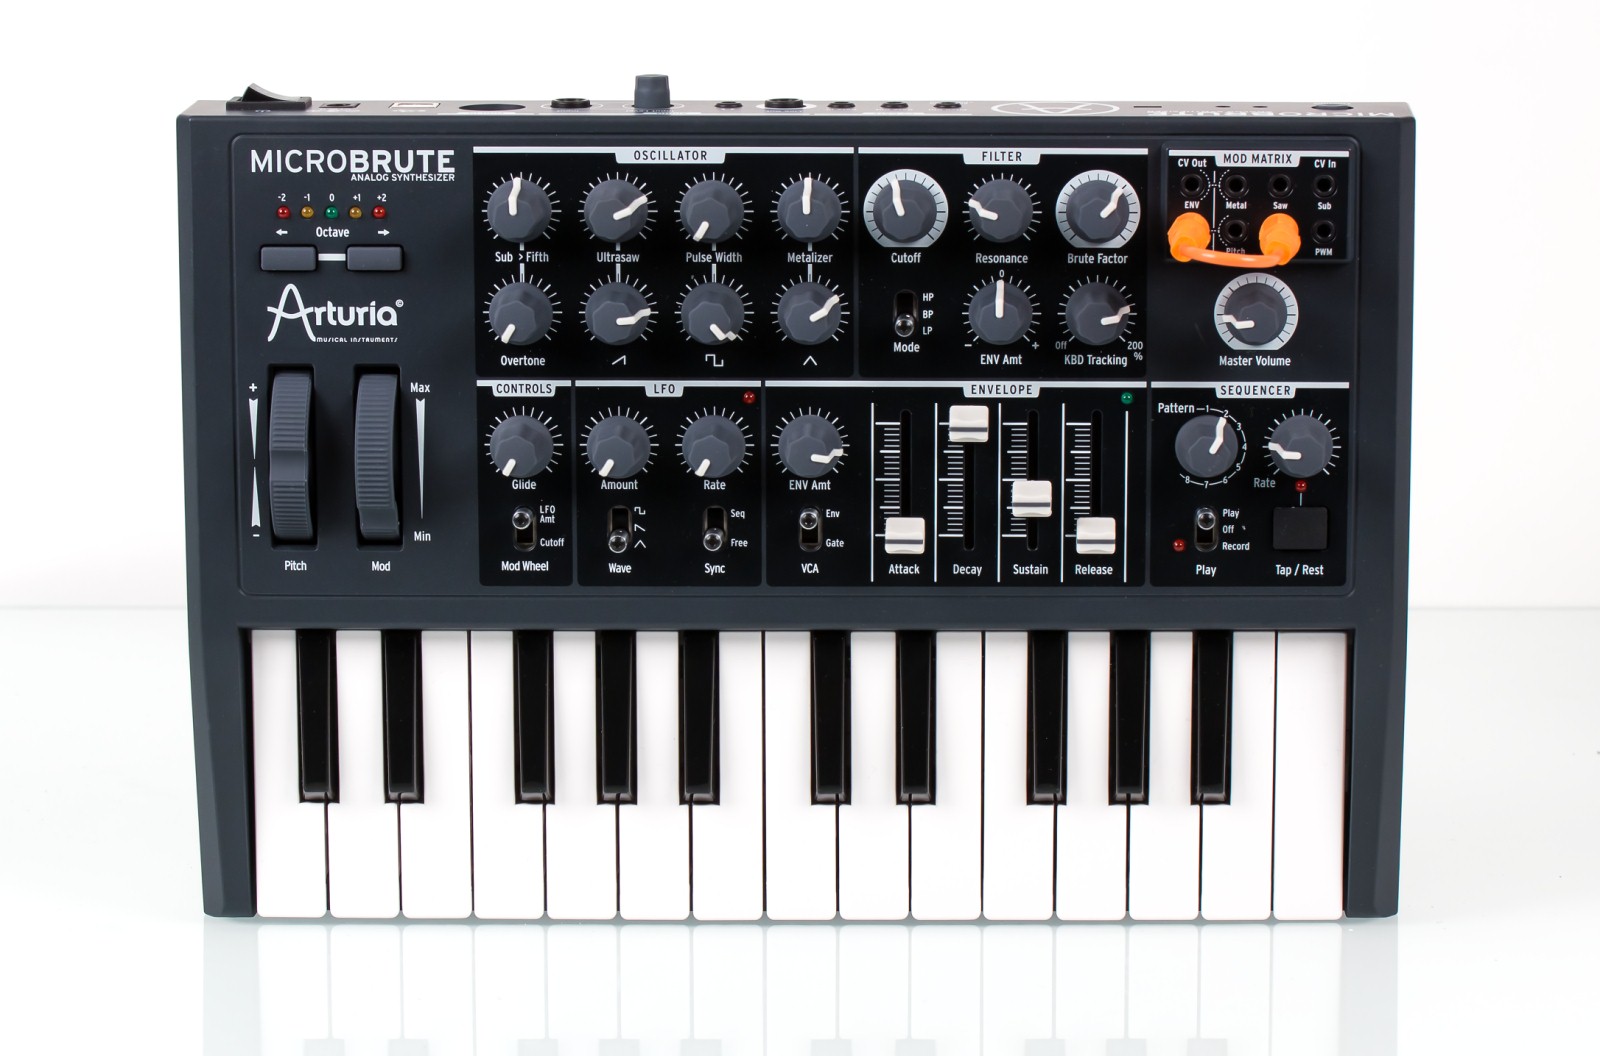 MICROBRUTE
MICROBRUTE
ANALOG SYNTHESIZER
-2 -1 0 +1 +2
← Octave →
Arturia©
MUSICAL INSTRUMENTS
+
-
Max
Min
Pitch
Mod
OSCILLATOR
Sub > Fifth
Ultrasaw
Pulse Width
Metalizer
Overtone
FILTER
Cutoff
Resonance
Brute Factor
HP
BP
LP
Mode
0
- +
ENV Amt
Off 200 %
KBD Tracking
MOD MATRIX
CV Out
CV In
ENV
Metal
Saw
Sub
Pitch
PWM
Master Volume
CONTROLS
Glide
LFO
Amt
Cutoff
Mod Wheel
LFO
Amount
Rate
Wave
Seq
Free
Sync
ENVELOPE
ENV Amt
Env
Gate
VCA
Attack
Decay
Sustain
Release
SEQUENCER
Pattern
1 2 3 4 5 6 7 8
Rate
Play
Off
Record
Play
Tap / Rest